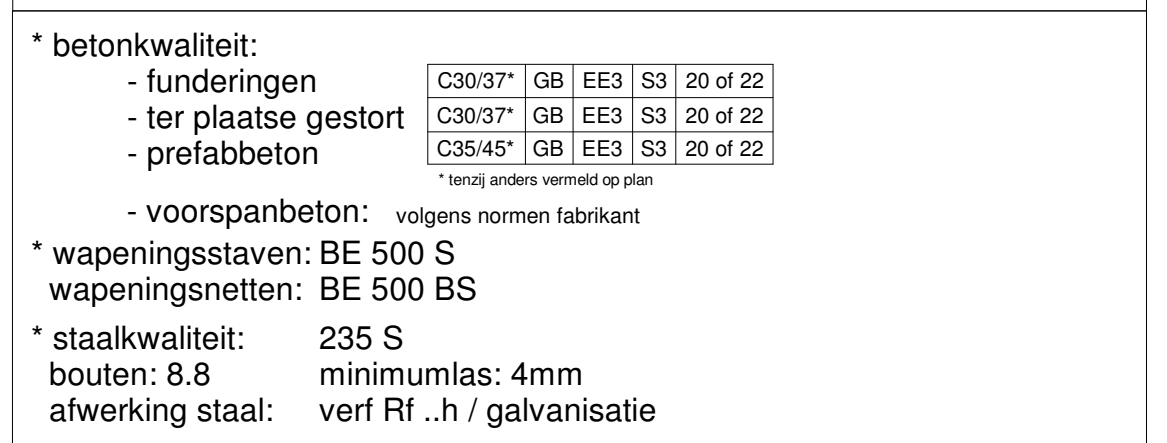 * betonkwaliteit:
- funderingen C30/37* GB EE3 S3 20 of 22
- ter plaatse gestort C30/37* GB EE3 S3 20 of 22
- prefabbeton C35/45* GB EE3 S3 20 of 22
* tenzij anders vermeld op plan
- voorspanbeton: volgens normen fabrikant
* wapeningsstaven: BE 500 S
wapeningsnetten: BE 500 BS
* staalkwaliteit: 235 S
bouten: 8.8 minimumlas: 4mm
afwerking staal: verf Rf ..h / galvanisatie